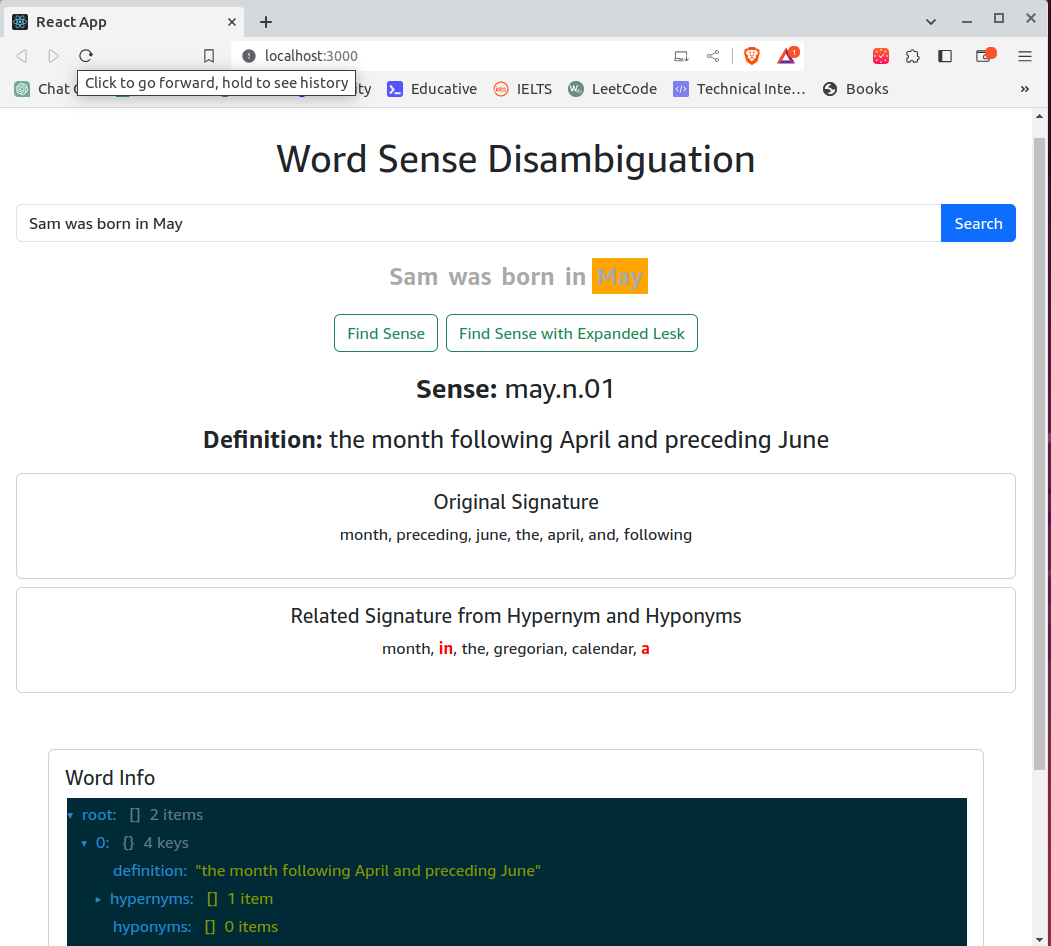 React App
localhost:3000
1
Click to go forward, hold to see history
Chat
Educative
IELTS
LeetCode
Technical Inte...
Books
»
Word Sense Disambiguation
Sam was born in May
Search
Sam was born in May
Find Sense
Find Sense with Expanded Lesk
Sense: may.n.01
Definition: the month following April and preceding June
Original Signature
month, preceding, june, the, april, and, following
Related Signature from Hypernym and Hyponyms
month, in, the, gregorian, calendar, a
Word Info
root: [] 2 items
0: {} 4 keys
definition: "the month following April and preceding June"
hypernyms: [] 1 item
hyponyms: [] 0 items